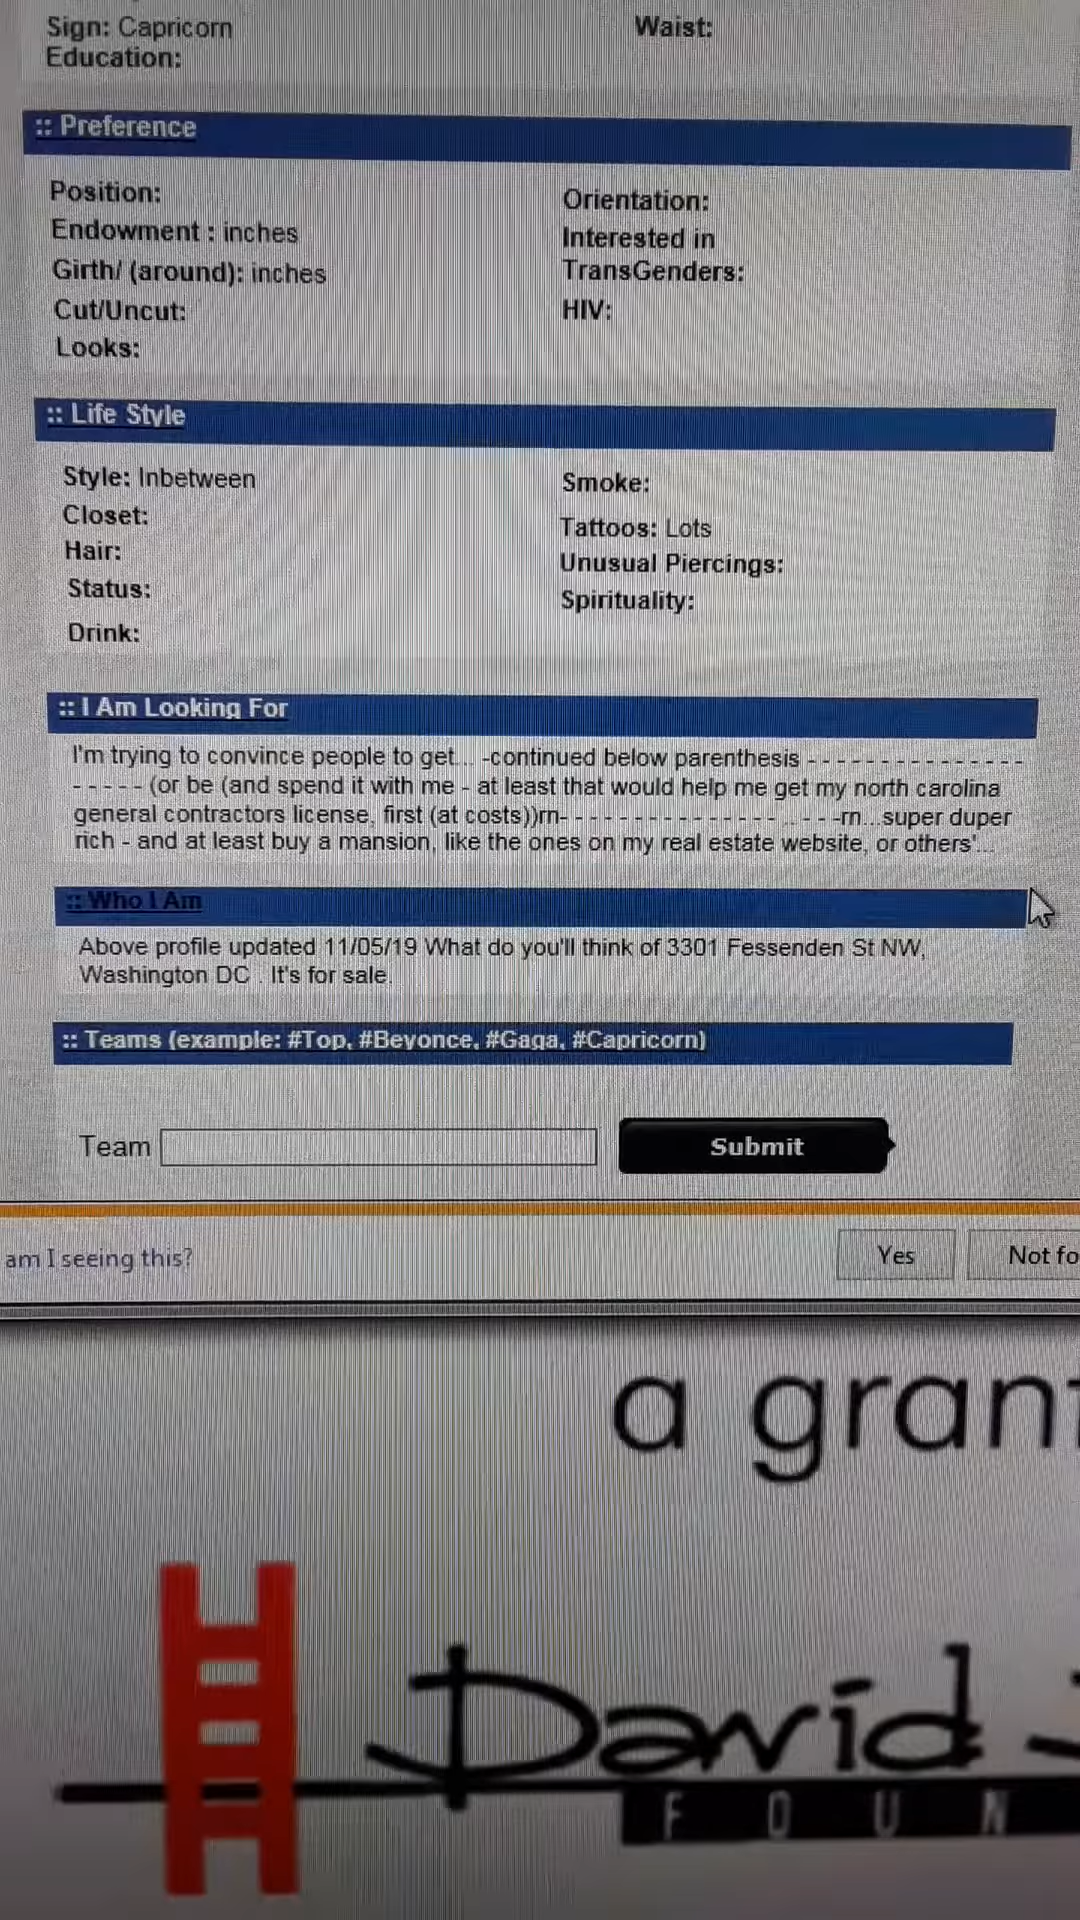 Sign: Capricorn
Waist:
Education:
:: Preference
Position:
Orientation:
Endowment : inches
Interested in
TransGenders:
Girth/ (around): inches
Cut/Uncut:
HIV:
Looks:
:: Life Style
Style: Inbetween
Smoke:
Closet:
Tattoos: Lots
Hair:
Unusual Piercings:
Status:
Spirituality:
Drink:
:: I Am Looking For
I'm trying to convince people to get... -continued below parenthesis - - - - - - - - - - - - - - -
- - - - - (or be (and spend it with me - at least that would help me get my north carolina
general contractors license, first (at costs))rn- - - - - - - - - - - - - - - - .. - - - -rn...super duper
rich - and at least buy a mansion, like the ones on my real estate website, or others'...
:: Who I Am
Above profile updated 11/05/19 What do you'll think of 3301 Fessenden St NW,
Washington DC . It's for sale.
:: Teams (example: #Top, #Beyonce, #Gaga, #Capricorn)
Team
Submit
am I seeing this?
Yes
Not fo
a grant
David
FOUN